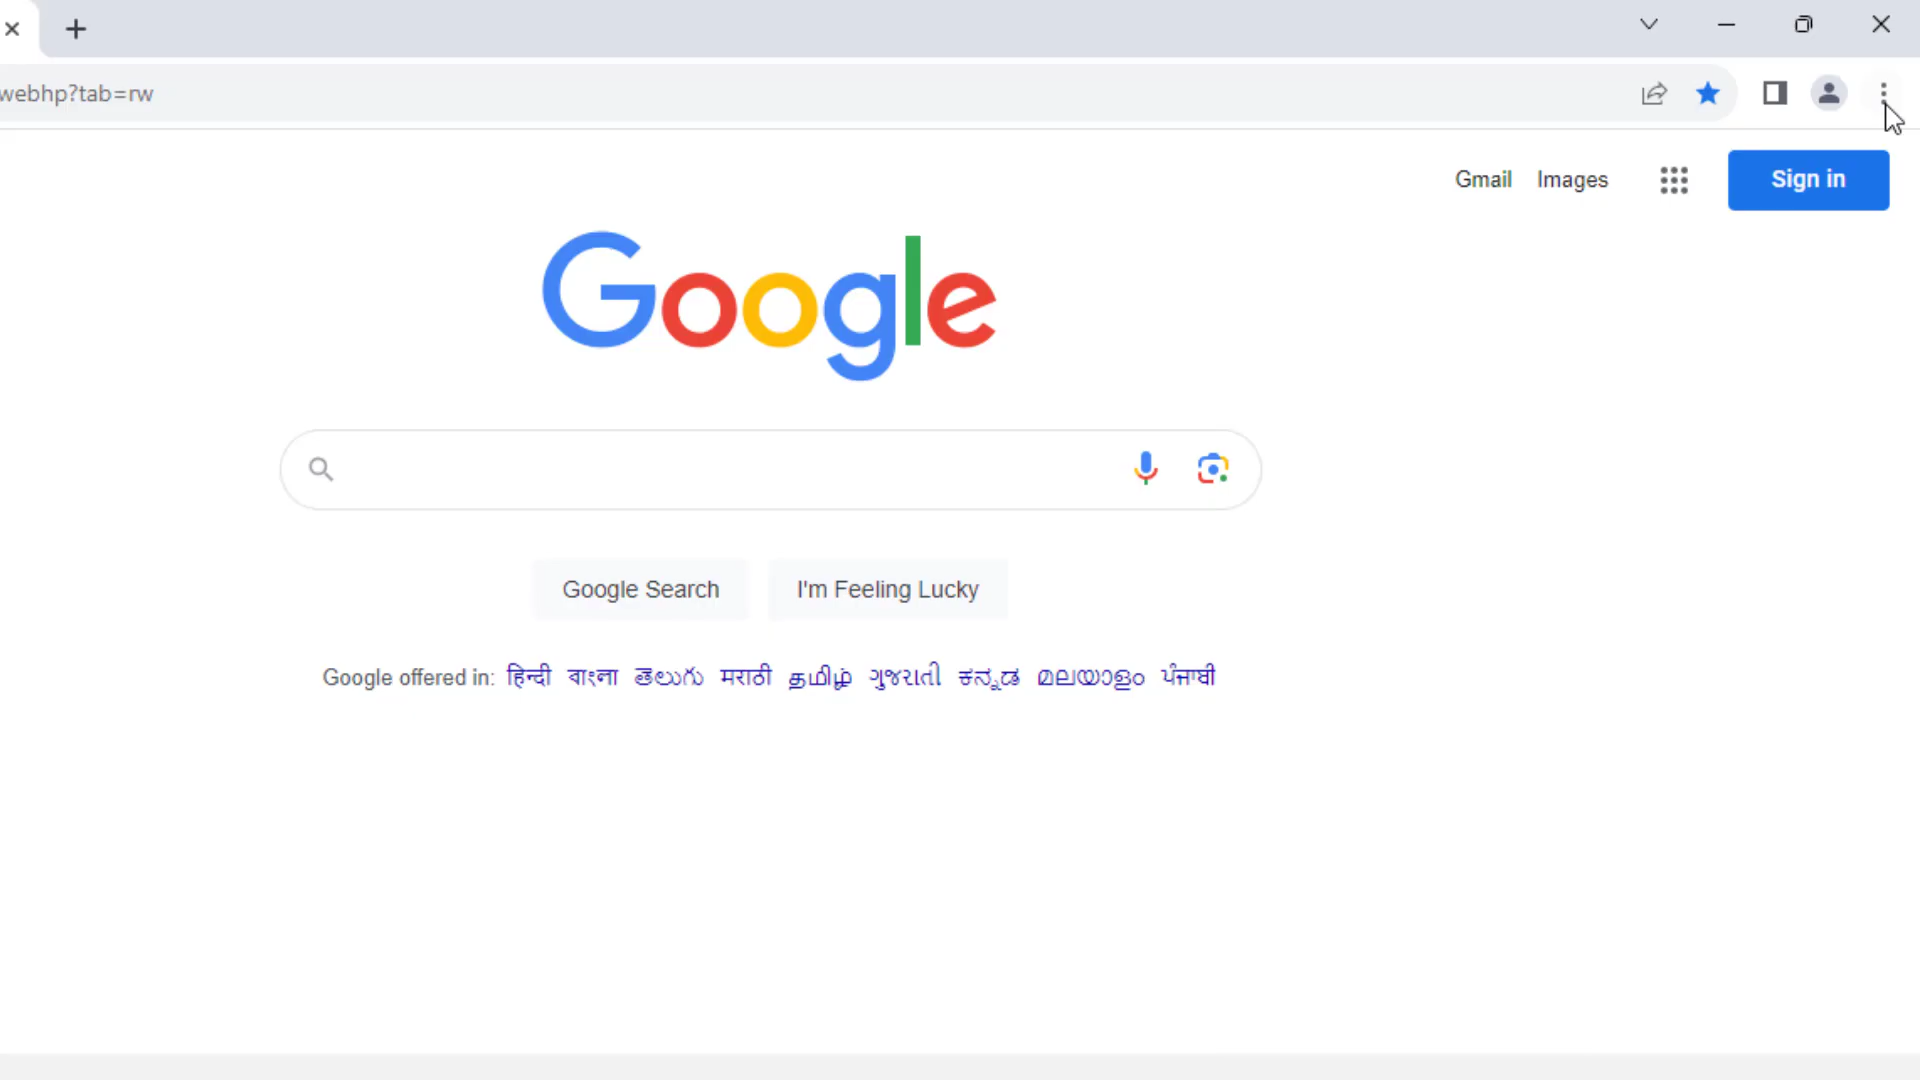 webhp?tab=rw
Gmail Images Sign in
Google
Google Search I'm Feeling Lucky
Google offered in: हिन्दी বাংলা తెలుగు मराठी தமிழ் ગુજરાતી ಕನ್ನಡ മലയാളം ਪੰਜਾਬੀ